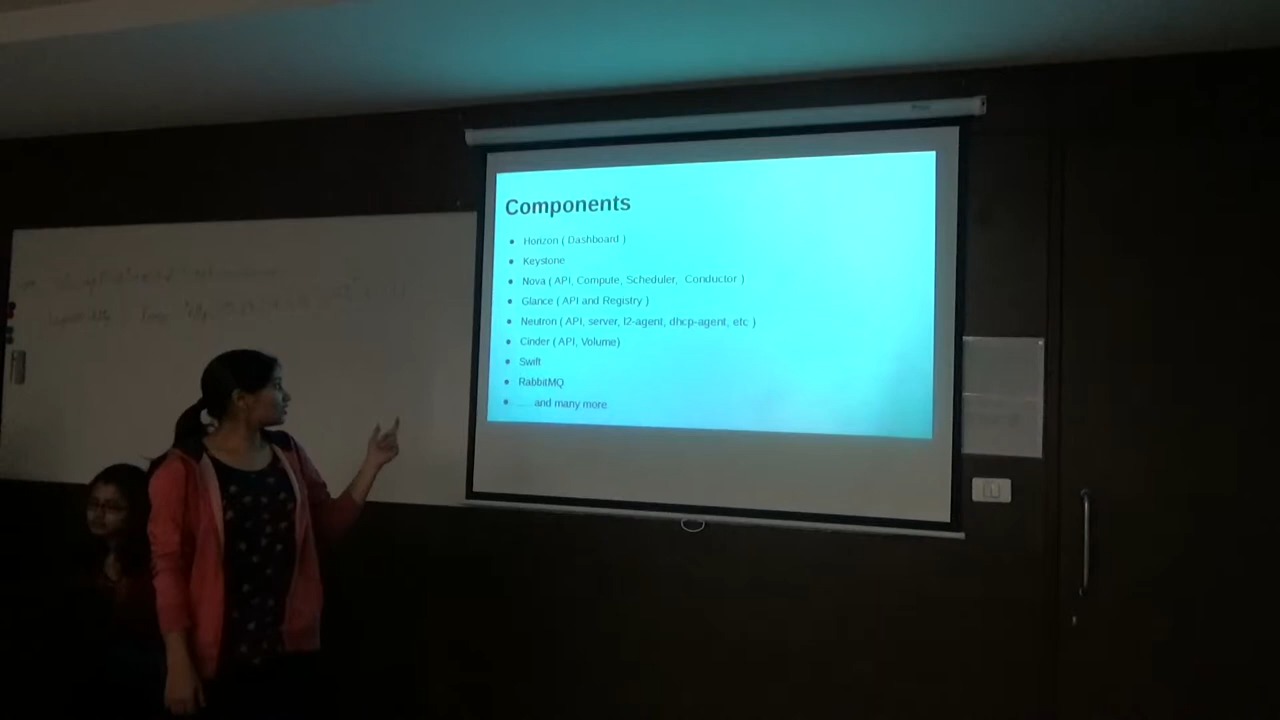 Components
● Horizon ( Dashboard )
● Keystone
● Nova ( API, Compute, Scheduler, Conductor )
● Glance ( API and Registry )
● Neutron ( API, server, l2-agent, dhcp-agent, etc )
● Cinder ( API, Volume)
● Swift
● RabbitMQ
● ...... and many more